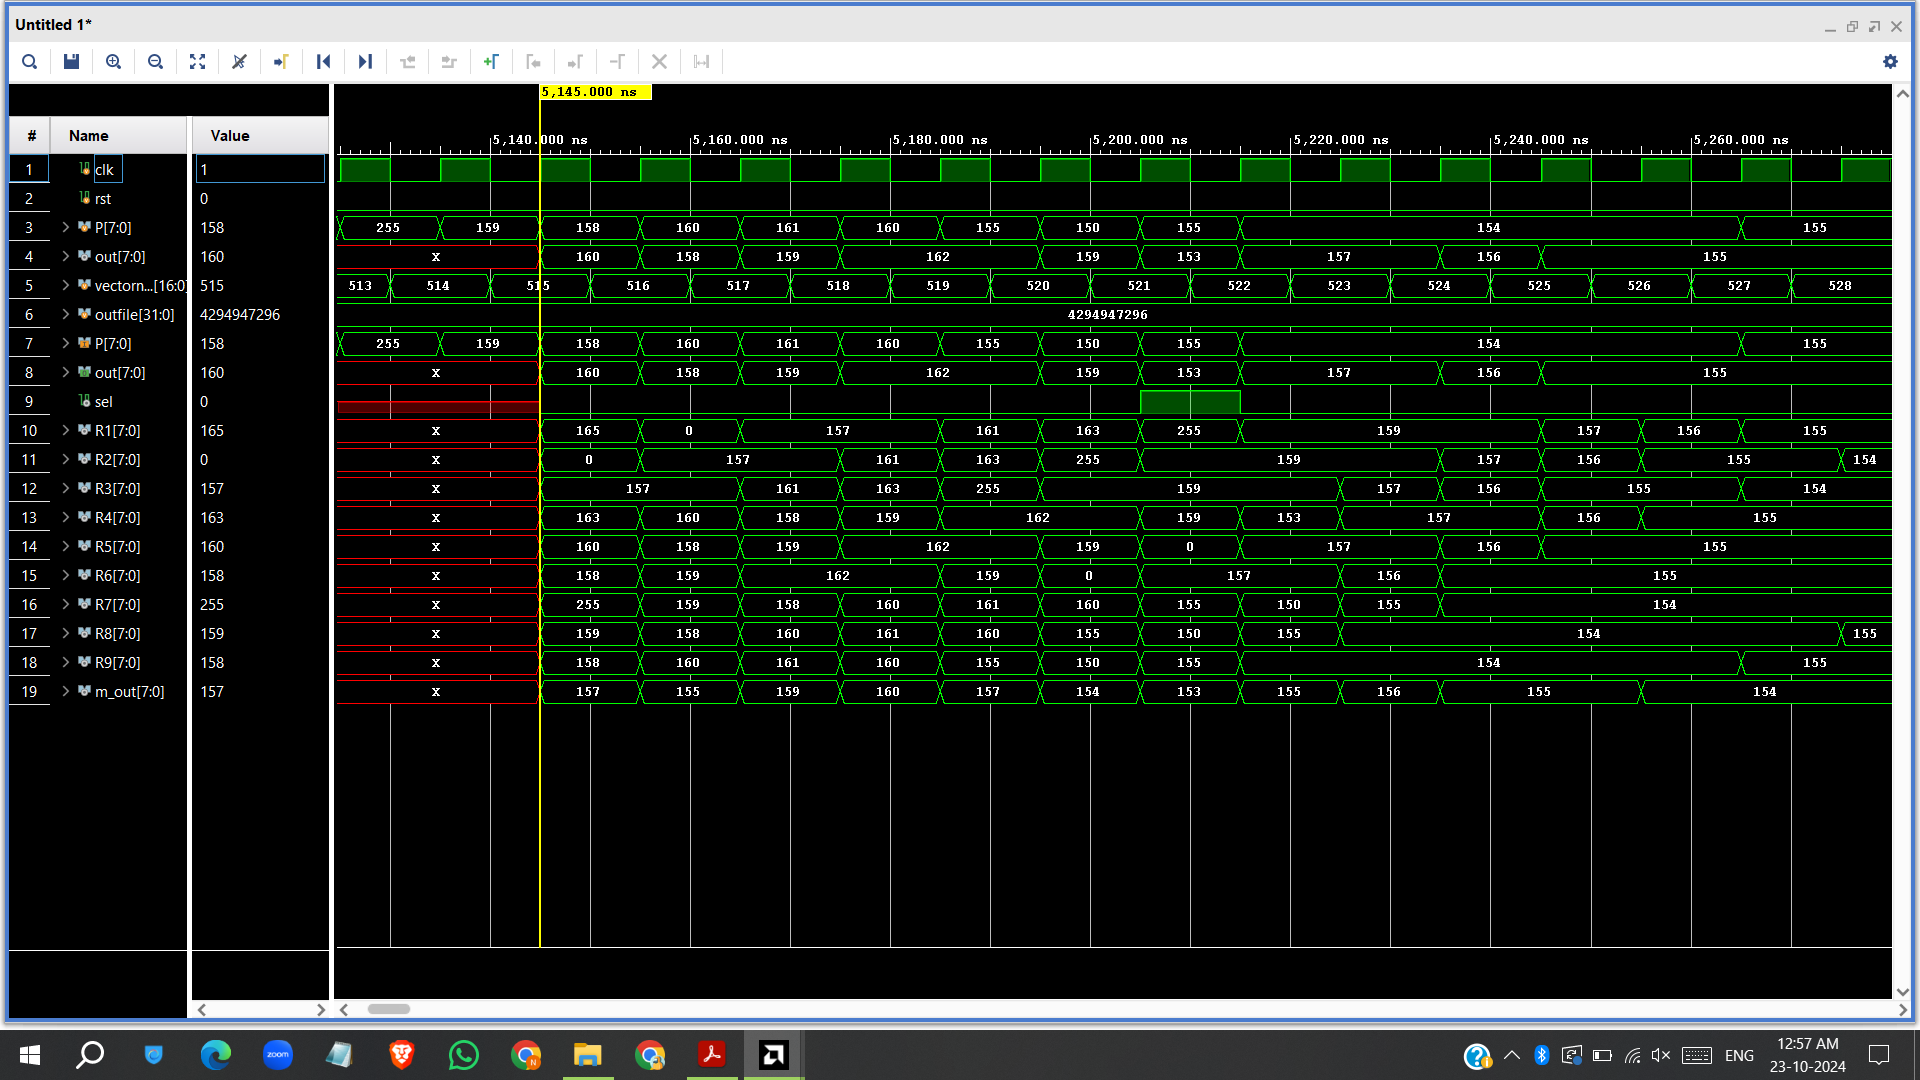 Untitled 1*
5,145.000 ns
# Name Value
5,140.000 ns 5,160.000 ns 5,180.000 ns 5,200.000 ns 5,220.000 ns 5,240.000 ns 5,260.000 ns
1 clk 1
2 rst 0
3 P[7:0] 158 255 159 158 160 161 160 155 150 155 154 155
4 out[7:0] 160 X 160 158 159 162 159 153 157 156 155
5 vectorn...[16:0] 515 513 514 515 516 517 518 519 520 521 522 523 524 525 526 527 528
6 outfile[31:0] 4294947296 4294947296
7 P[7:0] 158 255 159 158 160 161 160 155 150 155 154 155
8 out[7:0] 160 X 160 158 159 162 159 153 157 156 155
9 sel 0
10 R1[7:0] 165 X 165 0 157 161 163 255 159 157 156 155
11 R2[7:0] 0 X 0 157 161 163 255 159 157 156 155 154
12 R3[7:0] 157 X 157 161 163 255 159 157 156 155 154
13 R4[7:0] 163 X 163 160 158 159 162 159 153 157 156 155
14 R5[7:0] 160 X 160 158 159 162 159 0 157 156 155
15 R6[7:0] 158 X 158 159 162 159 0 157 156 155
16 R7[7:0] 255 X 255 159 158 160 161 160 155 150 155 154
17 R8[7:0] 159 X 159 158 160 161 160 155 150 155 154 155
18 R9[7:0] 158 X 158 160 161 160 155 150 155 154 155
19 m_out[7:0] 157 X 157 155 159 160 157 154 153 155 156 155 154
zoom
N
ENG
12:57 AM
23-10-2024